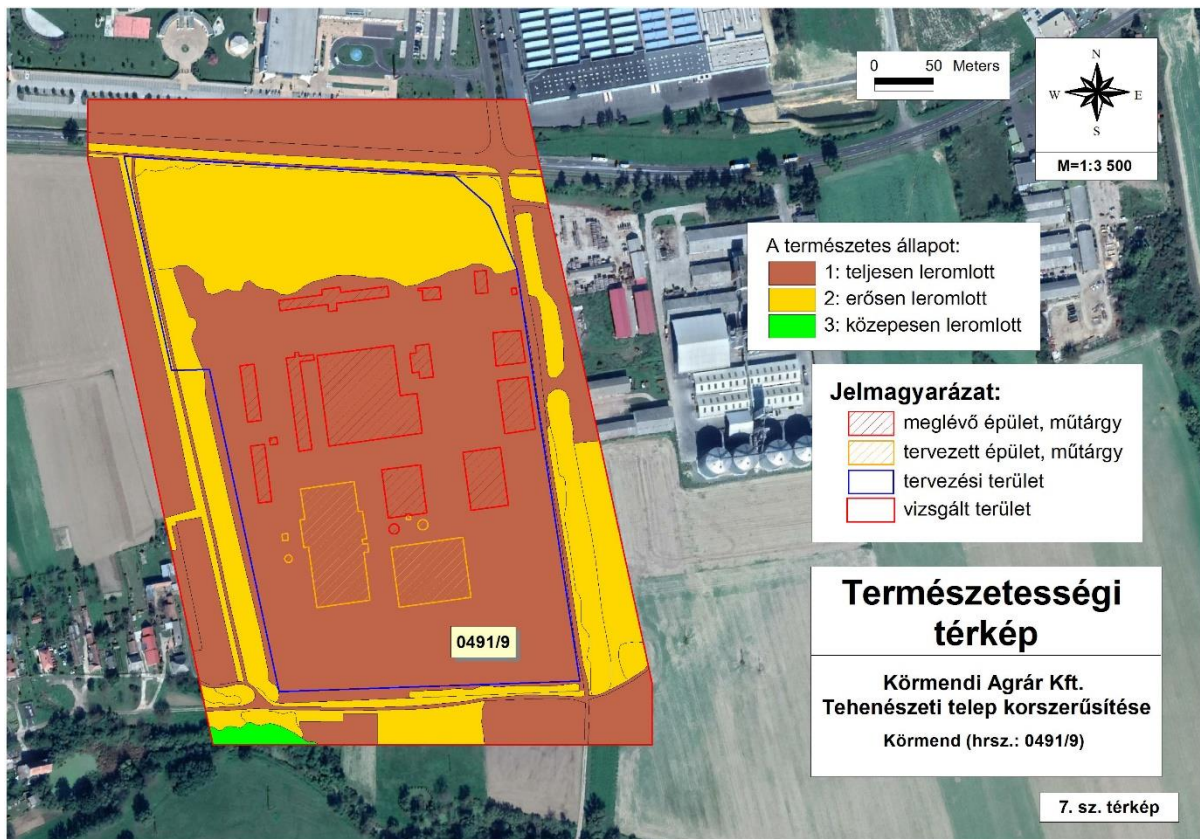 0 50 Meters
N
W E
S
M=1:3 500
A természetes állapot:
1: teljesen leromlott
2: erősen leromlott
3: közepesen leromlott
Jelmagyarázat:
meglévő épület, műtárgy
tervezett épület, műtárgy
tervezési terület
vizsgált terület
0491/9
Természetességi
térkép
Körmendi Agrár Kft.
Tehenészeti telep korszerűsítése
Körmend (hrsz.: 0491/9)
7. sz. térkép